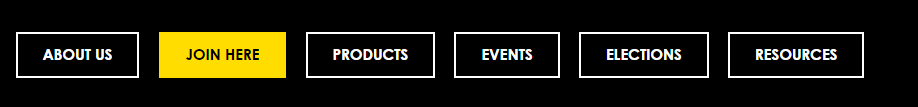 ABOUT US JOIN HERE PRODUCTS EVENTS ELECTIONS RESOURCES